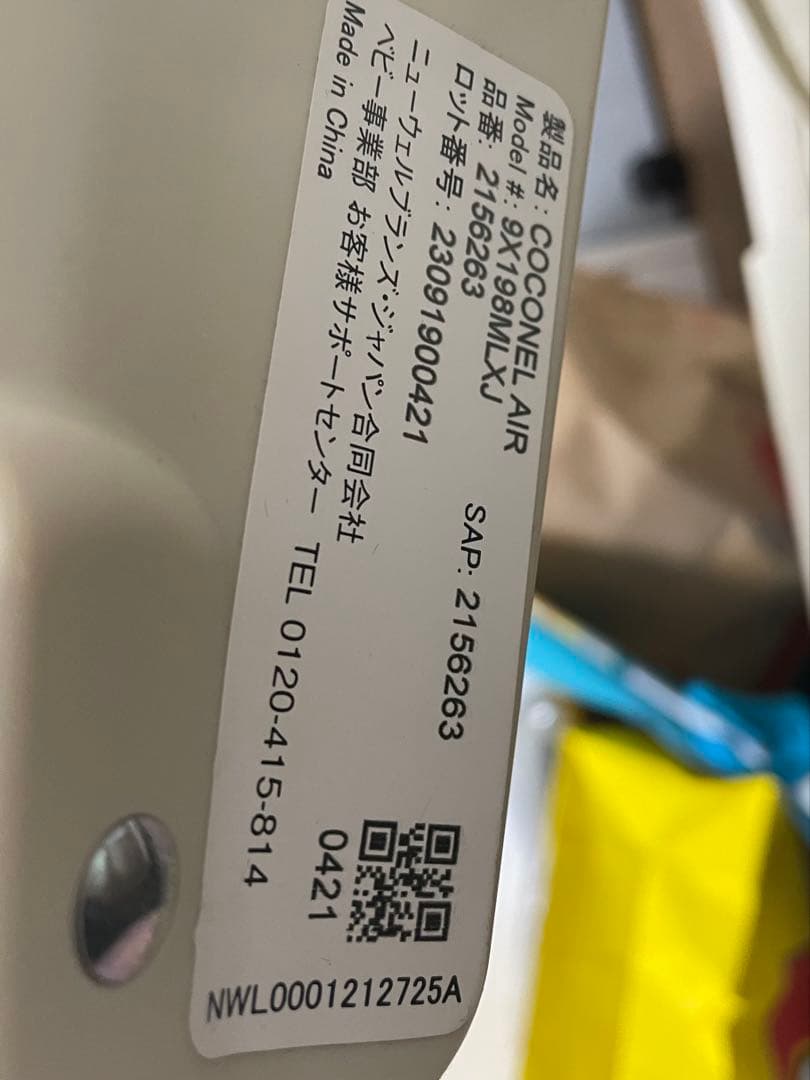 製品名: COCONEL AIR
Model #: 9X198MLXJ
品番: 2156263 SAP: 2156263
ロット番号: 2309190​0421
ニューウェルブランズ・ジャパン合同会社
ベビー事業部 お客様サポートセンター TEL 0120-415-814
Made in China
0421
NWL0001212725A